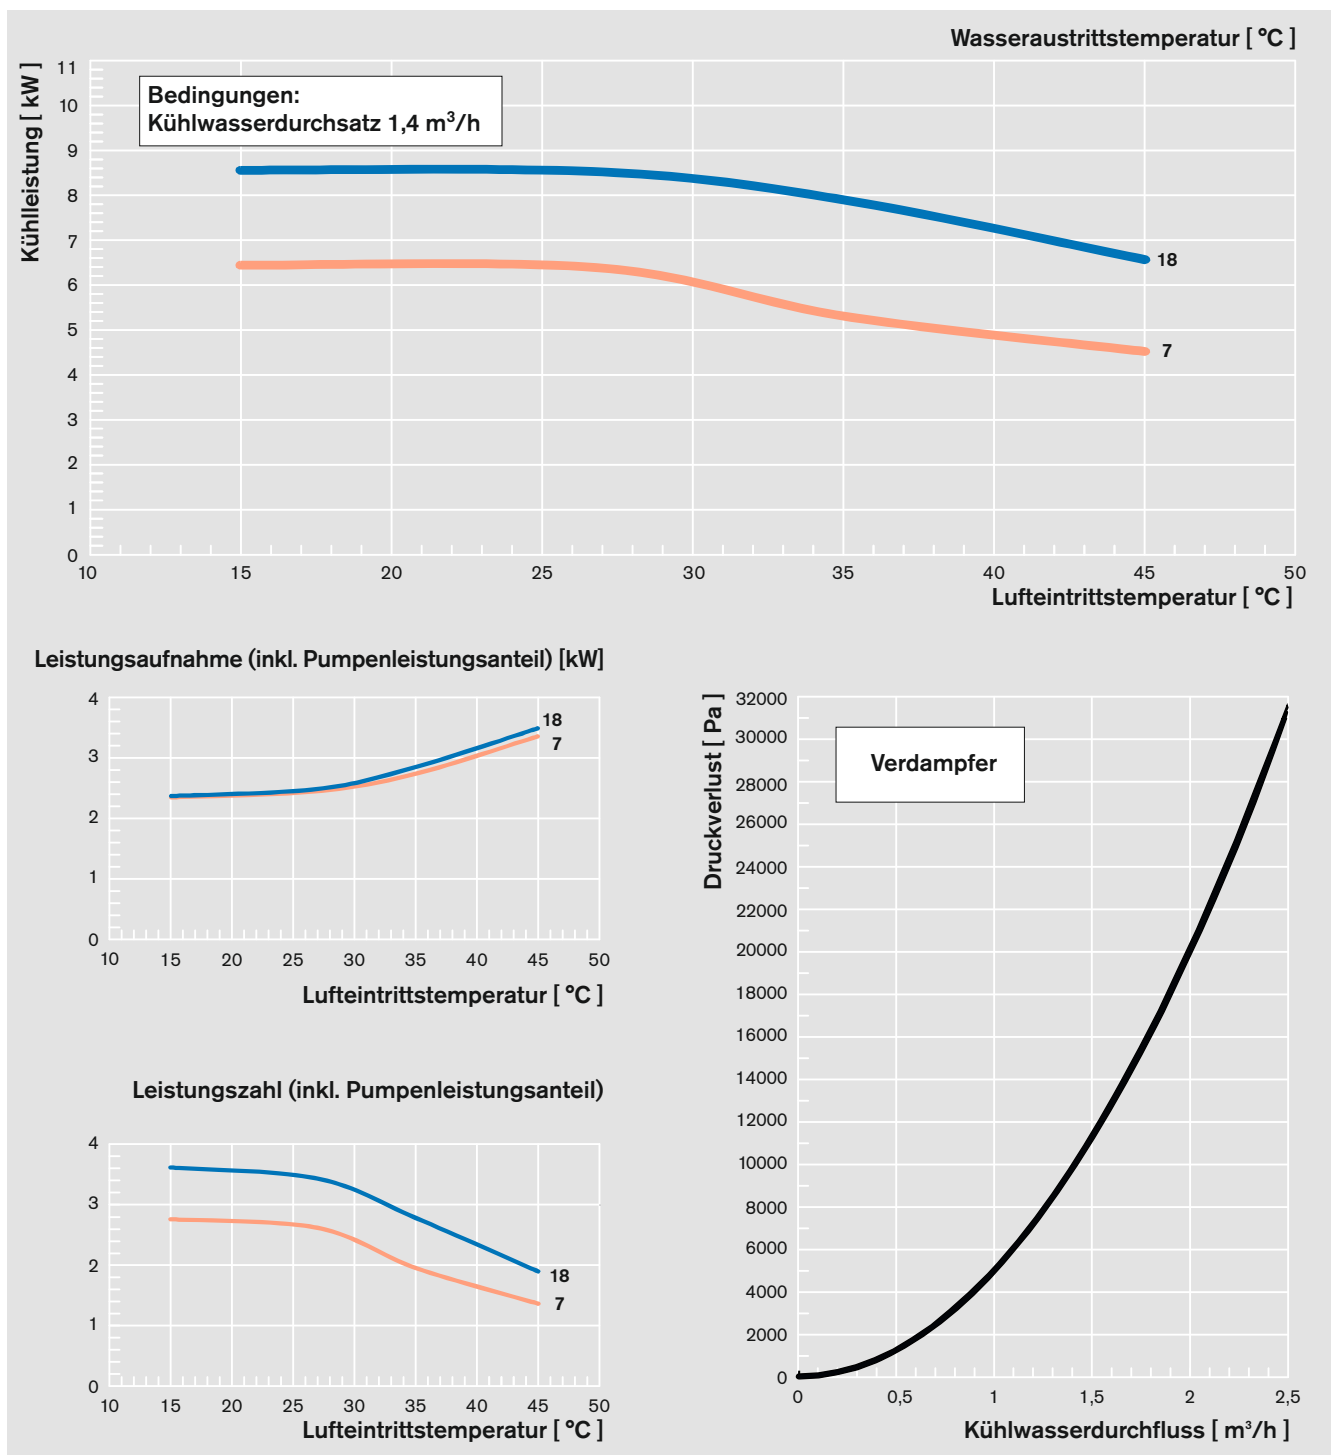 Wasseraustrittstemperatur [ °C ]
Kühlleistung [ kW ]
Bedingungen:
Kühlwasserdurchsatz 1,4 m³/h
11
10
9
8
7
6
5
4
3
2
1
0
18
7
10 15 20 25 30 35 40 45 50
Lufteintrittstemperatur [ °C ]
Leistungsaufnahme (inkl. Pumpenleistungsanteil) [kW]
4
3
2
1
0
18
7
10 15 20 25 30 35 40 45 50
Lufteintrittstemperatur [ °C ]
Leistungszahl (inkl. Pumpenleistungsanteil)
4
3
2
1
0
18
7
10 15 20 25 30 35 40 45 50
Lufteintrittstemperatur [ °C ]
Druckverlust [ Pa ]
Verdampfer
32000
30000
28000
26000
24000
22000
20000
18000
16000
14000
12000
10000
8000
6000
4000
2000
0
0 0,5 1 1,5 2 2,5
Kühlwasserdurchfluss [ m³/h ]